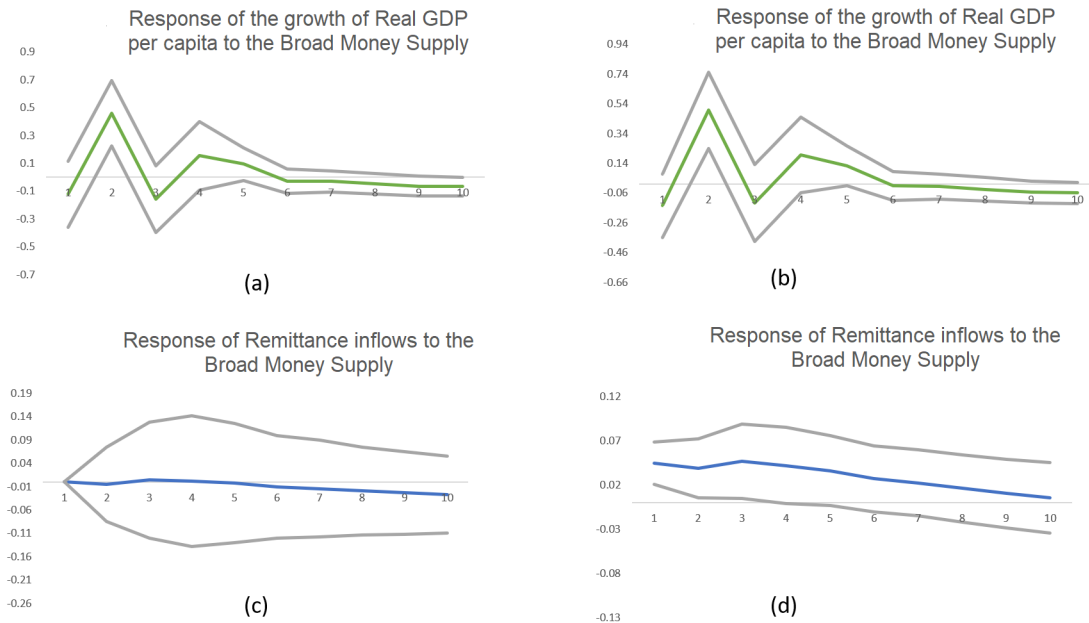 Response of the growth of Real GDP
per capita to the Broad Money Supply
0.9
0.7
0.5
0.3
0.1
-0.1
-0.3
-0.5
-0.7
1 2 3 4 5 6 7 8 9 10
(a)
Response of the growth of Real GDP
per capita to the Broad Money Supply
0.94
0.74
0.54
0.34
0.14
-0.06
-0.26
-0.46
-0.66
1 2 3 4 5 6 7 8 9 10
(b)
Response of Remittance inflows to the
Broad Money Supply
0.19
0.14
0.09
0.04
-0.01
-0.06
-0.11
-0.16
-0.21
-0.26
1 2 3 4 5 6 7 8 9 10
(c)
Response of Remittance inflows to the
Broad Money Supply
0.12
0.07
0.02
-0.03
-0.08
-0.13
1 2 3 4 5 6 7 8 9 10
(d)